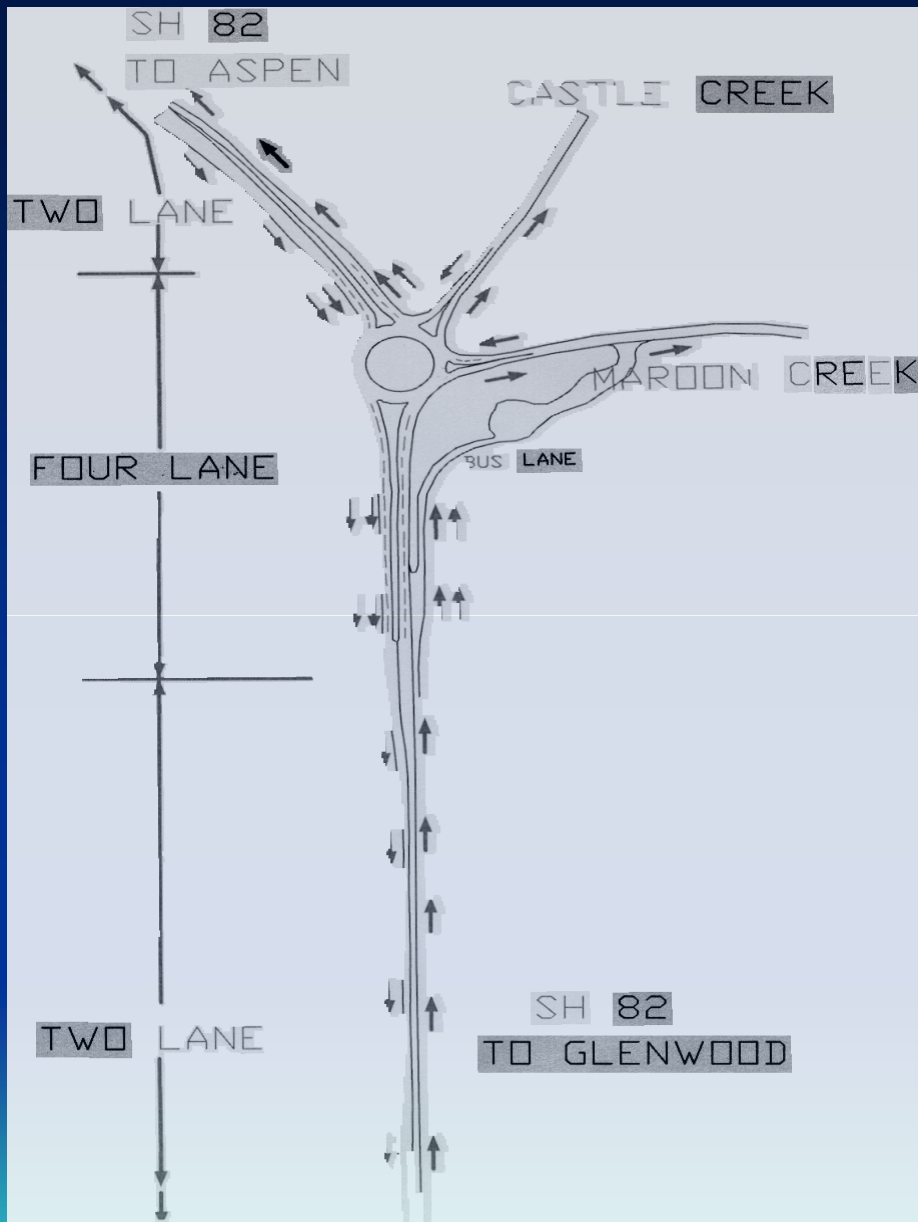 SH 82
TO ASPEN
CASTLE CREEK
TWO LANE
MAROON CREEK
FOUR LANE
BUS LANE
SH 82
TO GLENWOOD
TWO LANE